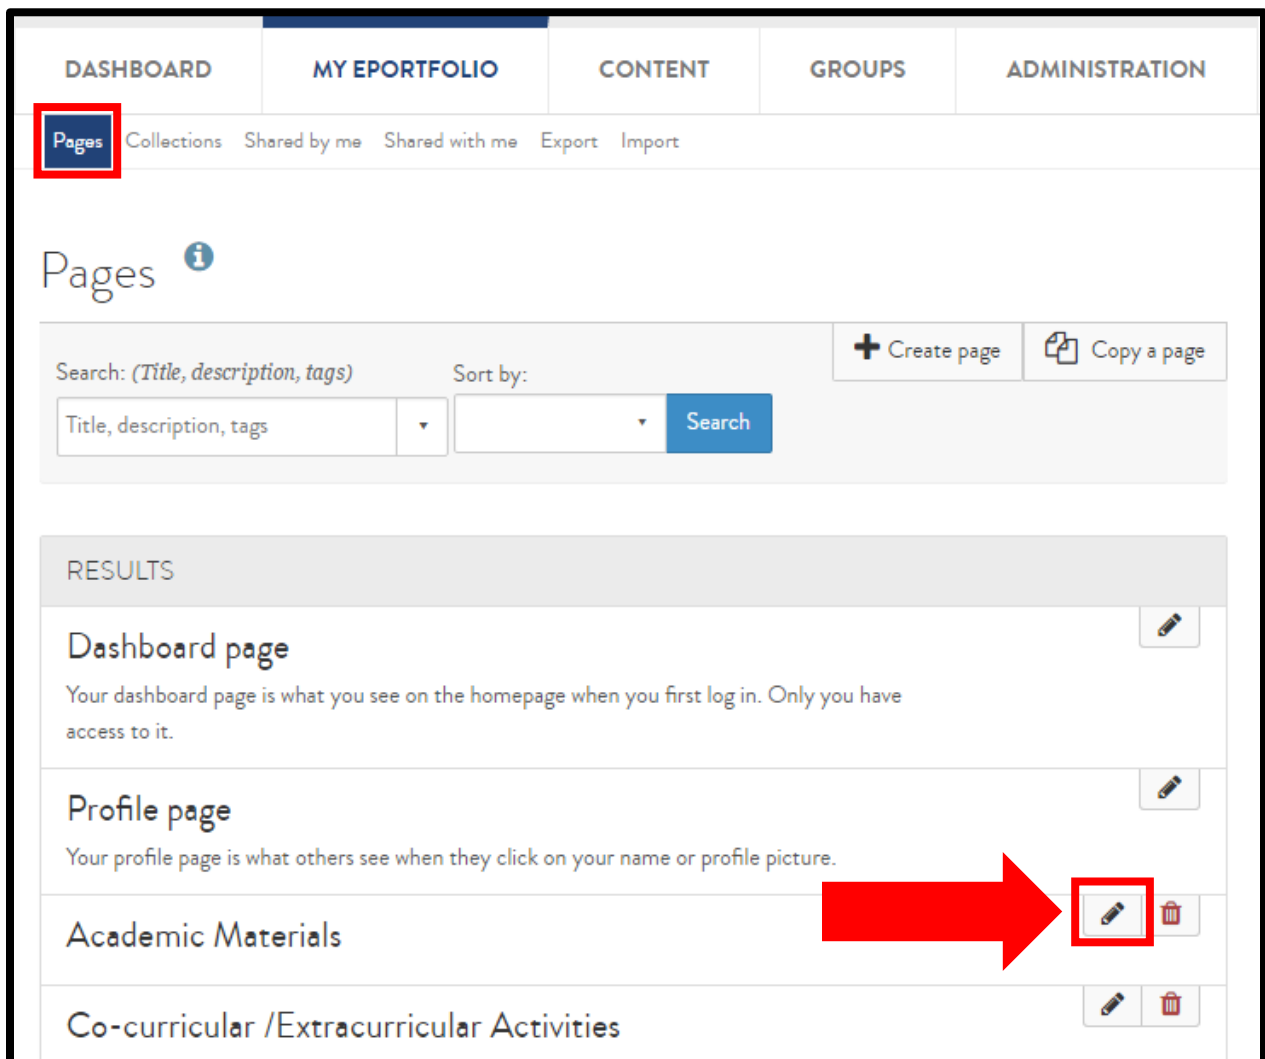 DASHBOARD MY EPORTFOLIO CONTENT GROUPS ADMINISTRATION
Pages Collections Shared by me Shared with me Export Import
Pages
Create page Copy a page
Search: (Title, description, tags) Sort by:
Title, description, tags Search
RESULTS
Dashboard page
Your dashboard page is what you see on the homepage when you first log in. Only you have
access to it.
Profile page
Your profile page is what others see when they click on your name or profile picture.
Academic Materials
Co-curricular /Extracurricular Activities